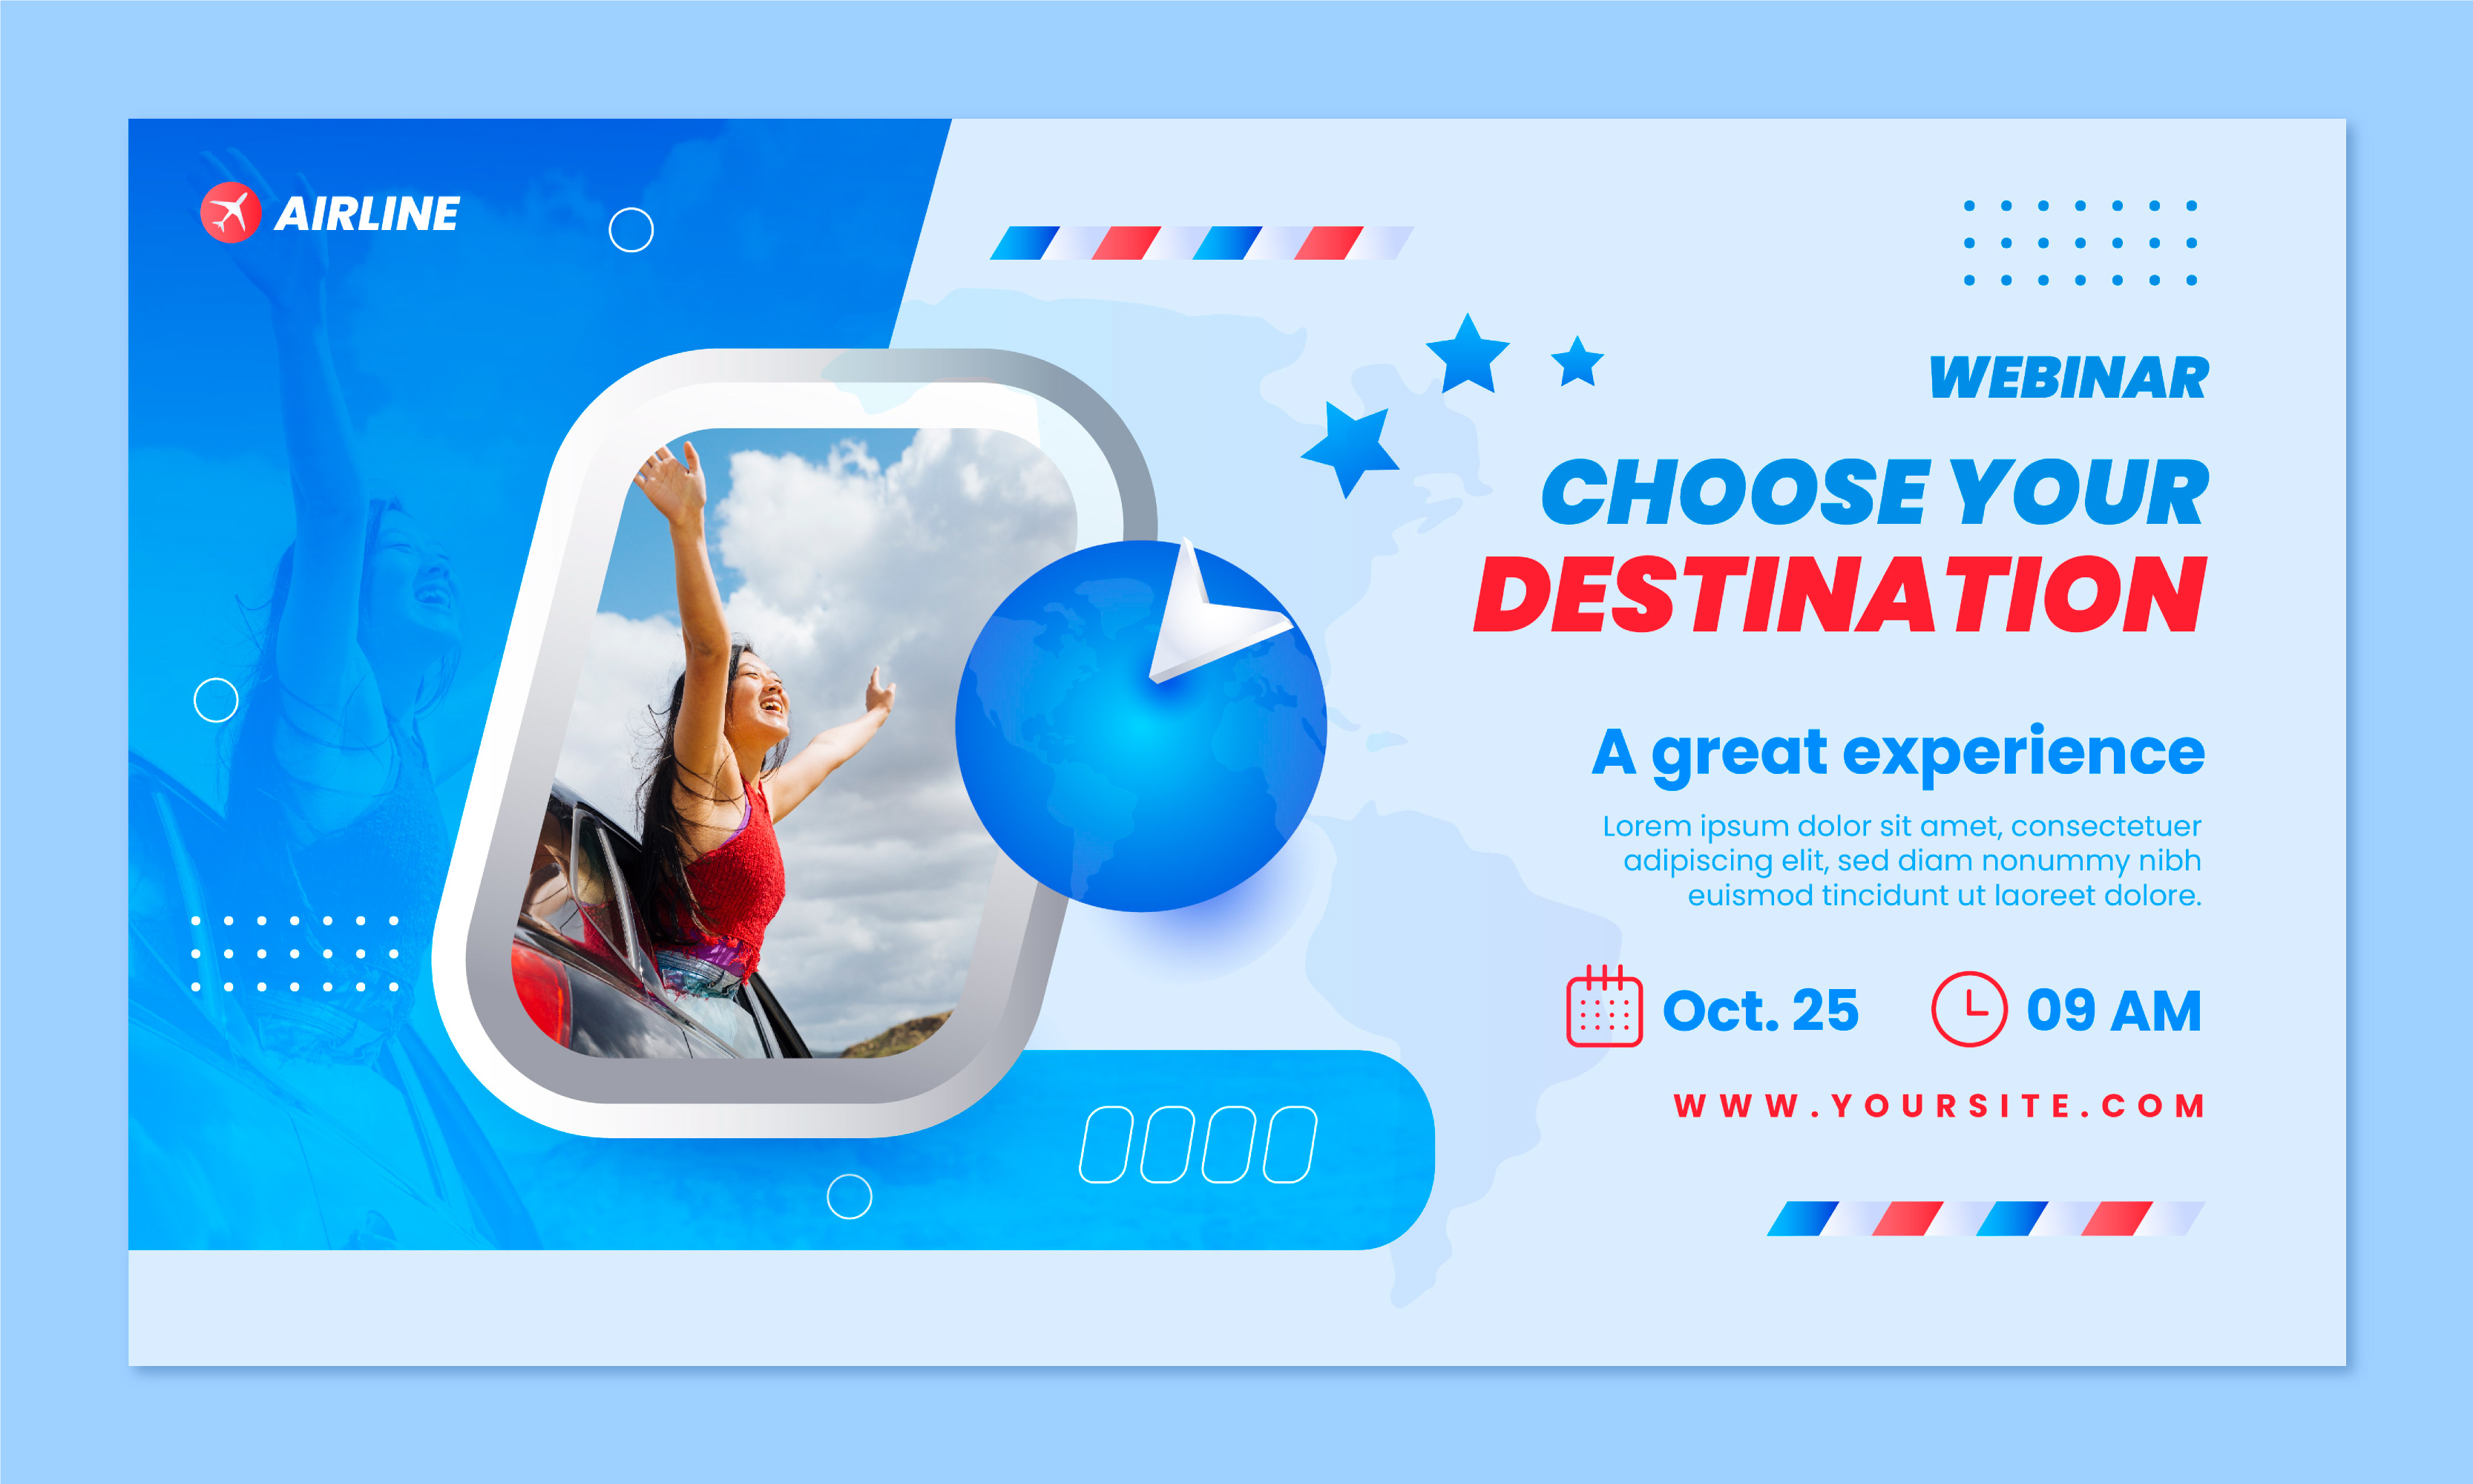 AIRLINE
WEBINAR
CHOOSE YOUR
DESTINATION
A great experience
Lorem ipsum dolor sit amet, consectetuer
adipiscing elit, sed diam nonummy nibh
euismod tincidunt ut laoreet dolore.
Oct. 25
09 AM
WWW.YOURSITE.COM